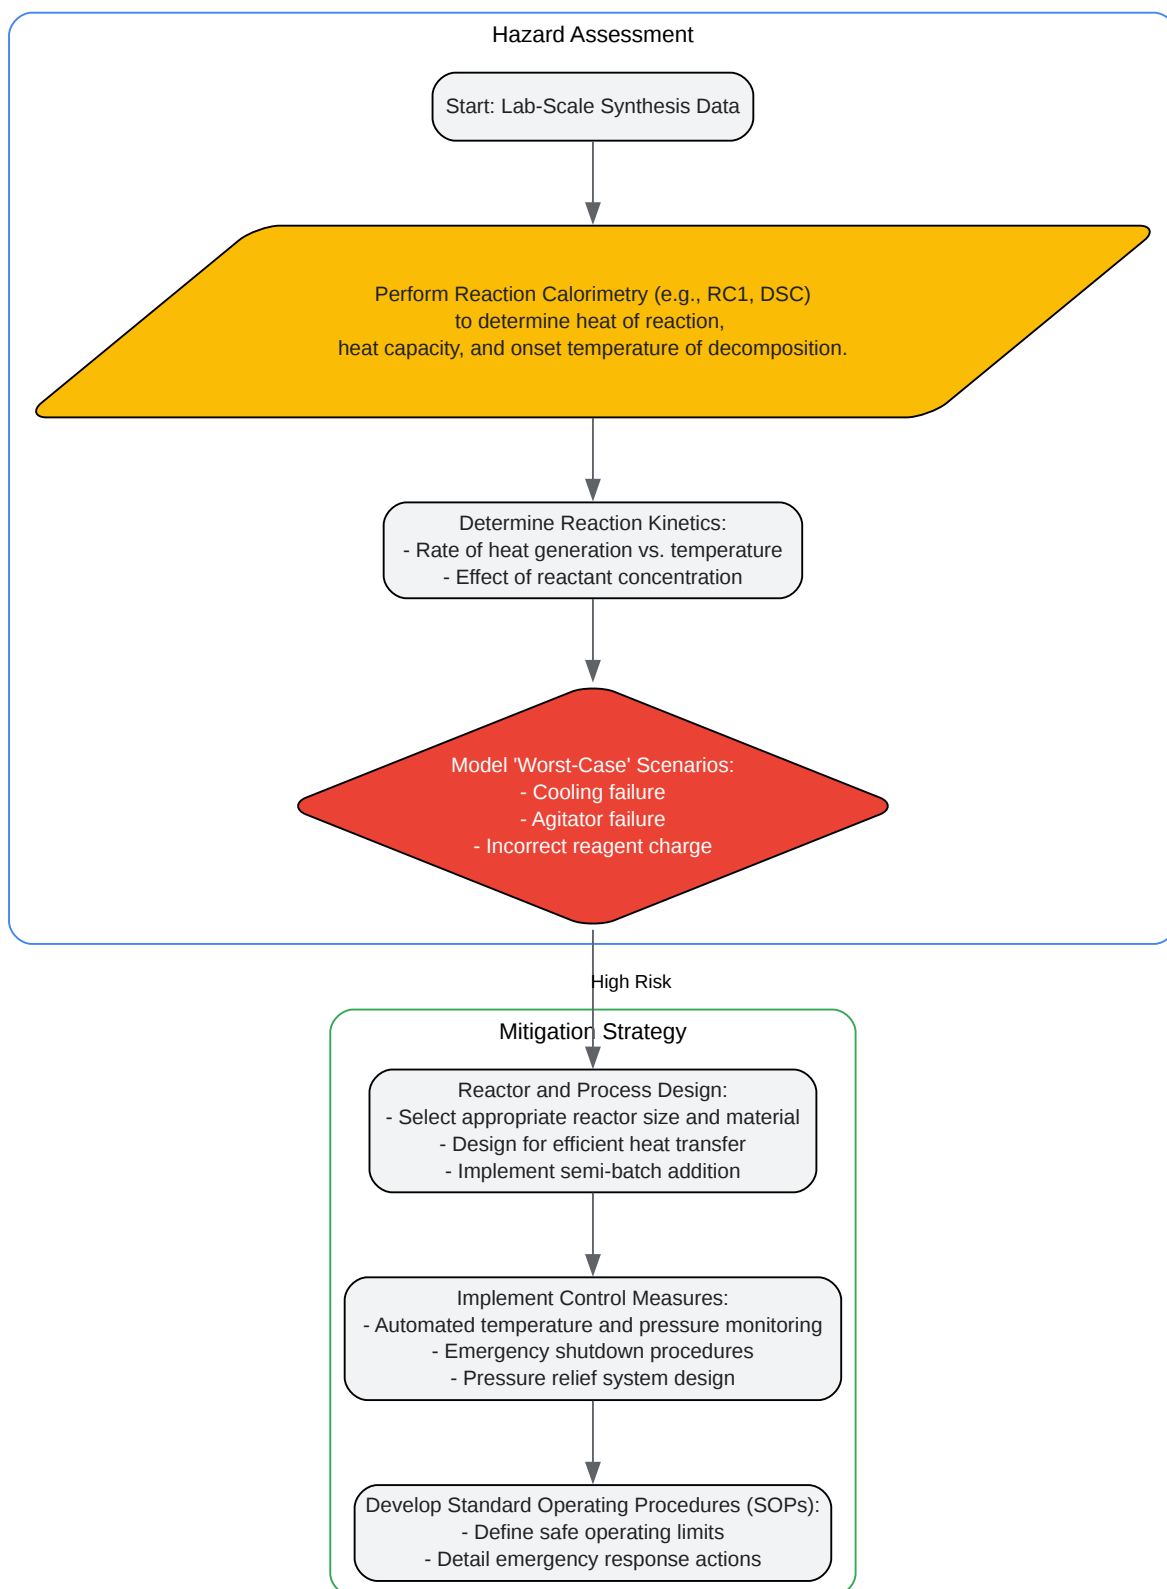 Hazard Assessment
Start: Lab-Scale Synthesis Data
Perform Reaction Calorimetry (e.g., RC1, DSC)
to determine heat of reaction,
heat capacity, and onset temperature of decomposition.
Determine Reaction Kinetics:
- Rate of heat generation vs. temperature
- Effect of reactant concentration
Model 'Worst-Case' Scenarios:
- Cooling failure
- Agitator failure
- Incorrect reagent charge
High Risk
Mitigation Strategy
Reactor and Process Design:
- Select appropriate reactor size and material
- Design for efficient heat transfer
- Implement semi-batch addition
Implement Control Measures:
- Automated temperature and pressure monitoring
- Emergency shutdown procedures
- Pressure relief system design
Develop Standard Operating Procedures (SOPs):
- Define safe operating limits
- Detail emergency response actions